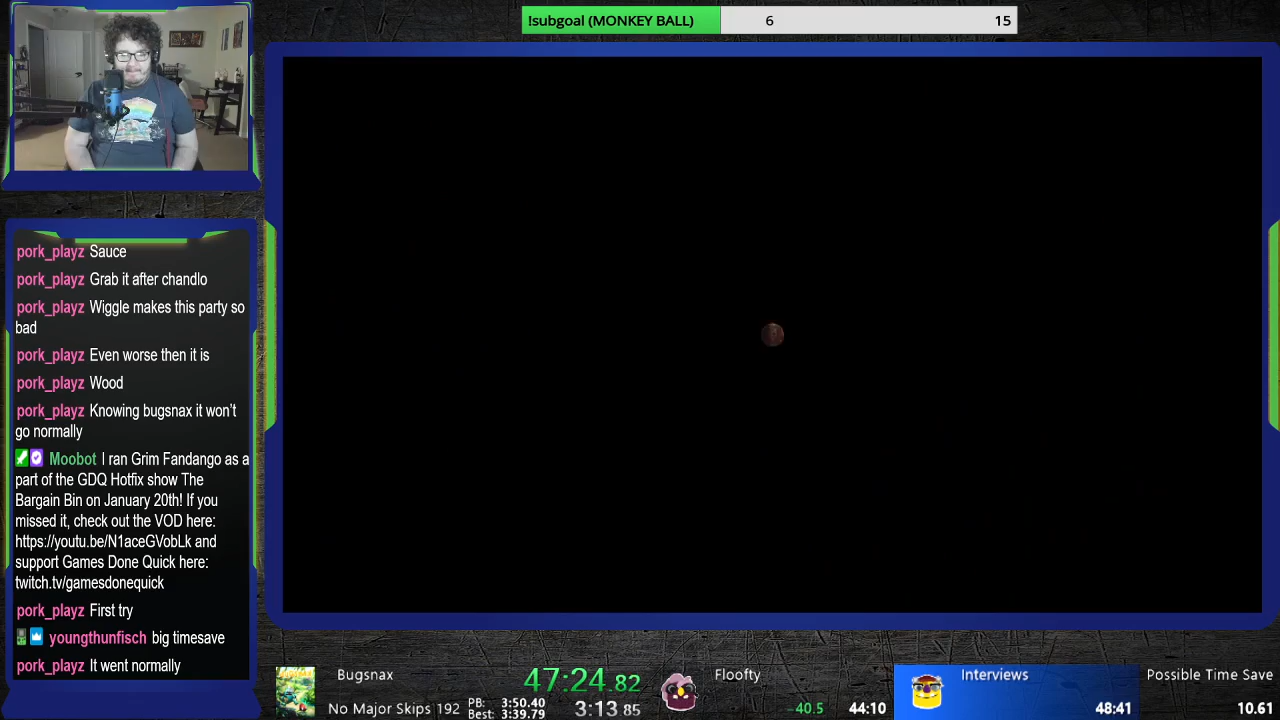 !subgoal (MONKEY BALL) 6 15
pork_playz Sauce
pork_playz Grab it after chandlo
pork_playz Wiggle makes this party so
bad
pork_playz Even worse then it is
pork_playz Wood
pork_playz Knowing bugsnax it won't
go normally
Moobot I ran Grim Fandango as a
part of the GDQ Hotfix show The
Bargain Bin on January 20th! If you
missed it, check out the VOD here:
https://youtu.be/N1aceGVobLk and
support Games Done Quick here:
twitch.tv/gamesdonequick
pork_playz First try
youngthunfisch big timesave
pork_playz It went normally
Bugsnax
No Major Skips 192
47:24.82
PB: 3:50.40
Best: 3:39.79
3:13 85
Floofty
-40.5 44:10
Interviews
48:41
Possible Time Save
10.61